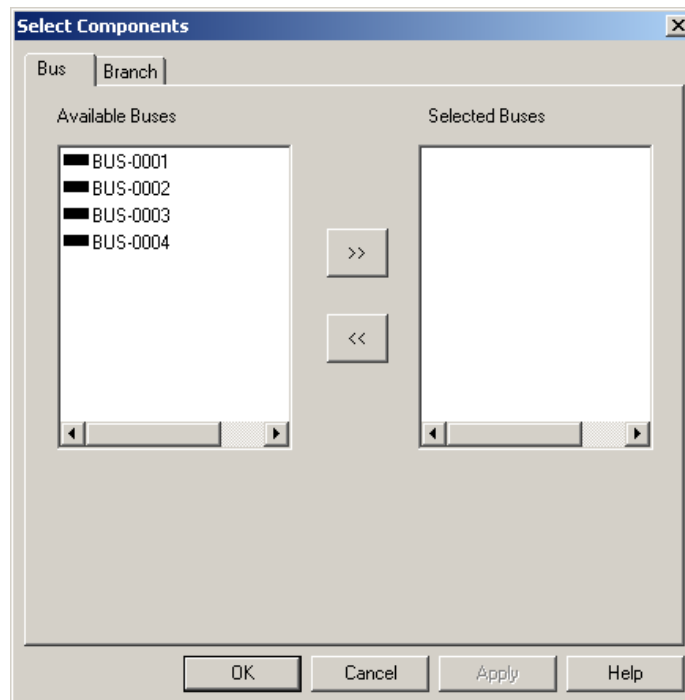 Select Components
Bus
Branch
Available Buses
Selected Buses
BUS-0001
BUS-0002
BUS-0003
BUS-0004
>>
<<
OK
Cancel
Apply
Help